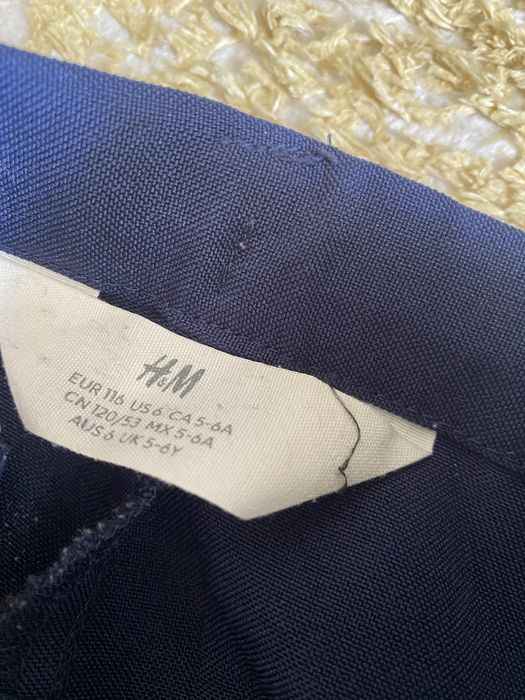 H&M
EUR 116 US 6 CA 5-6A
CN 120/53 MX 5-6A
AUS 6 UK 5-6Y